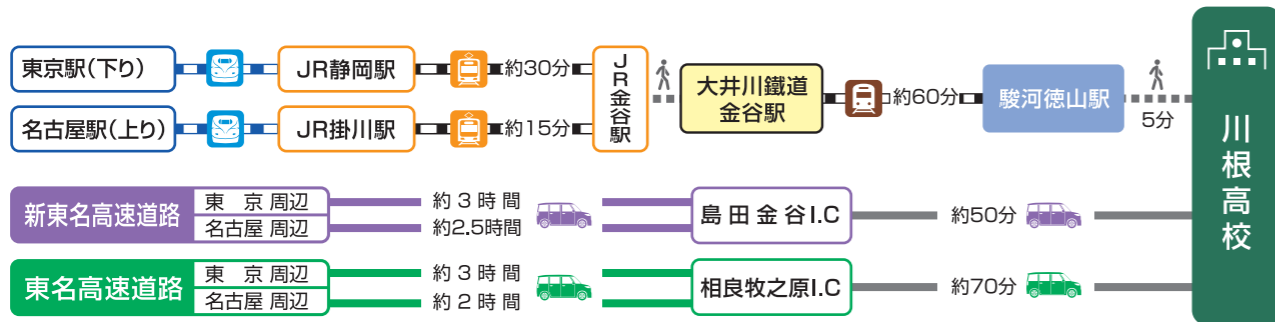 東京駅(下り)
JR静岡駅
約30分
名古屋駅(上り)
JR掛川駅
約15分
JR金谷駅
大井川鐵道
金谷駅
約60分
駿河徳山駅
5分
新東名高速道路
東 京 周辺
約 3 時 間
名古屋 周辺
約2.5時間
島田金谷I.C
約50分
東名高速道路
東 京 周辺
約 3 時 間
名古屋 周辺
約 2 時 間
相良牧之原I.C
約70分
川根高校